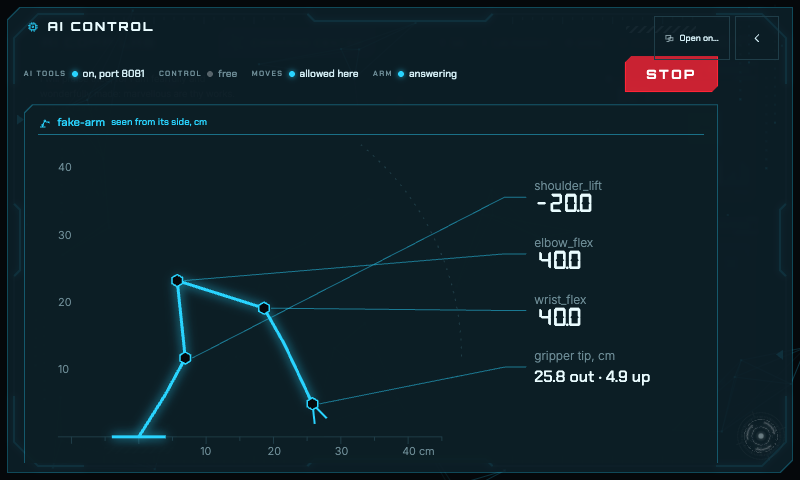 AI CONTROL
Open on...
AI TOOLS on, port 8081 CONTROL free MOVES allowed here ARM answering
STOP
fake-arm seen from its side, cm
40
30
20
10
10 20 30 40 cm
shoulder_lift
-20.0
elbow_flex
40.0
wrist_flex
40.0
gripper tip, cm
25.8 out · 4.9 up